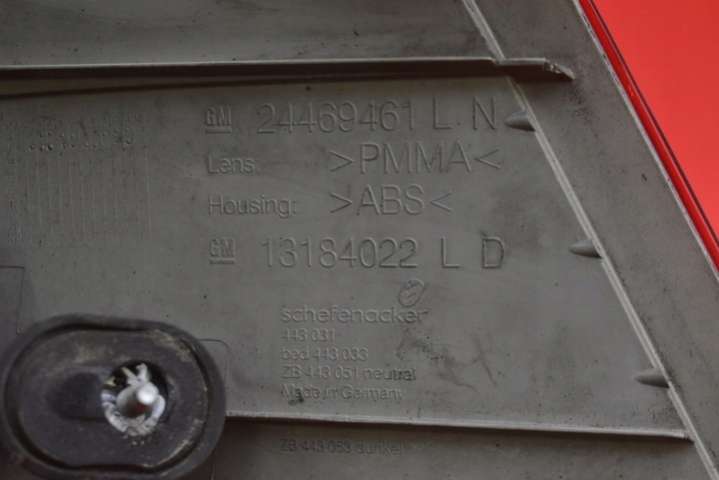 GM 24469461 L N
Lens: >PMMA<
Housing: >ABS<
GM 13184022 L D
schefenacker
443 031
bed 443 033
ZB 443 051 neutral
Made in Germany
ZB 443 053 dunkel